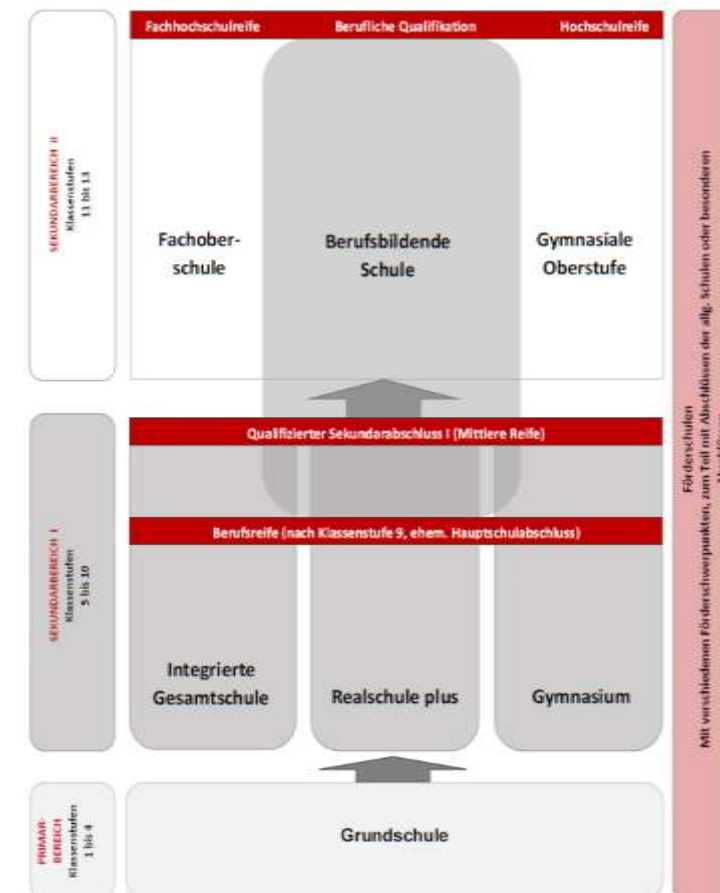 Fachhochschulreife
Berufliche Qualifikation
Hochschulreife
SEKUNDARBEREICH II
Klassenstufen
11 bis 13
Fachober-
schule
Berufsbildende
Schule
Gymnasiale
Oberstufe
Qualifizierter Sekundarabschluss I (Mittlere Reife)
Berufsreife (nach Klassenstufe 9, ehem. Hauptschulabschluss)
SEKUNDARBEREICH I
Klassenstufen
5 bis 10
Integrierte
Gesamtschule
Realschule plus
Gymnasium
PRIMAR-
BEREICH
Klassenstufen
1 bis 4
Grundschule
Förderschulen
Mit verschiedenen Förderschwerpunkten, zum Teil mit Abschlüssen der allg. Schulen oder besonderen